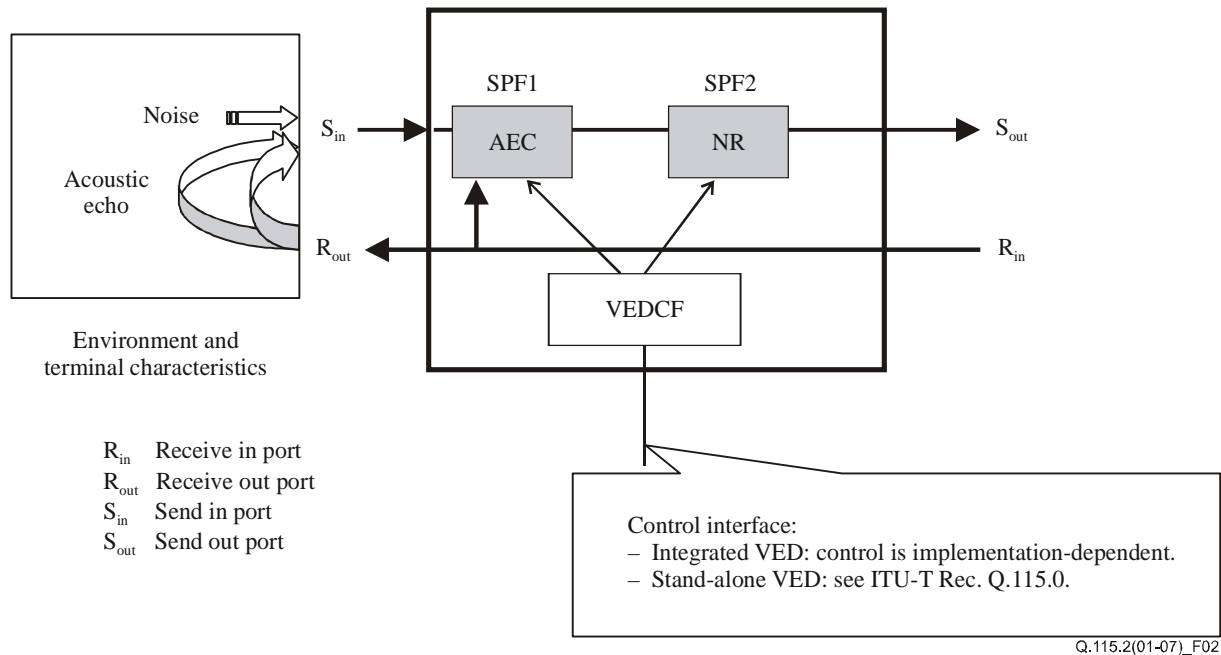 SPF1
SPF2
Noise
S_in
AEC
NR
S_out
Acoustic
echo
R_out
R_in
VEDCF
Environment and
terminal characteristics
R_in Receive in port
R_out Receive out port
S_in Send in port
S_out Send out port
Control interface:
– Integrated VED: control is implementation-dependent.
– Stand-alone VED: see ITU-T Rec. Q.115.0.
Q.115.2(01-07)_F02